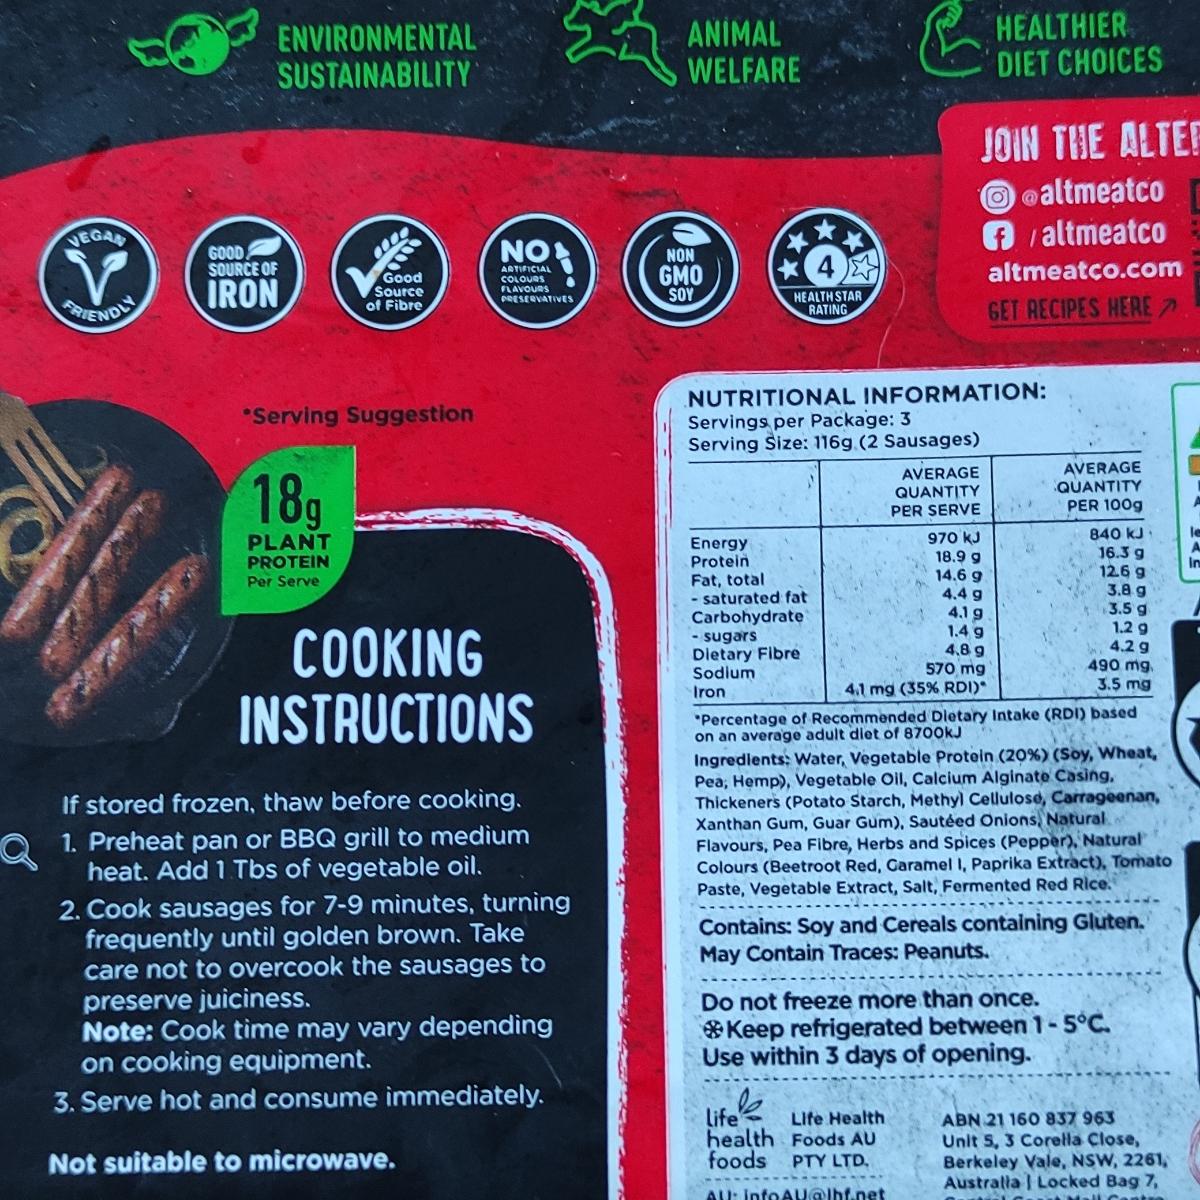 ENVIRONMENTAL
SUSTAINABILITY
ANIMAL
WELFARE
HEALTHIER
DIET CHOICES
JOIN THE ALTER
@altmeatco
/altmeatco
altmeatco.com
GET RECIPES HERE
VEGAN
FRIENDLY
GOOD
SOURCE OF
IRON
Good
Source
of Fibre
NO
ARTIFICIAL
COLOURS
FLAVOURS
PRESERVATIVES
NON
GMO
SOY
4
HEALTH STAR
RATING
*Serving Suggestion
18g
PLANT
PROTEIN
Per Serve
COOKING
INSTRUCTIONS
If stored frozen, thaw before cooking.
1. Preheat pan or BBQ grill to medium
heat. Add 1 Tbs of vegetable oil.
2. Cook sausages for 7-9 minutes, turning
frequently until golden brown. Take
care not to overcook the sausages to
preserve juiciness.
Note: Cook time may vary depending
on cooking equipment.
3. Serve hot and consume immediately.
Not suitable to microwave.
NUTRITIONAL INFORMATION:
Servings per Package: 3
Serving Size: 116g (2 Sausages)
AVERAGE QUANTITY PER SERVE AVERAGE QUANTITY PER 100g
Energy 970 kJ 840 kJ
Protein 18.9 g 16.3 g
Fat, total 14.6 g 12.6 g
- saturated fat 4.4 g 3.8 g
Carbohydrate 4.1 g 3.5 g
- sugars 1.4 g 1.2 g
Dietary Fibre 4.8 g 4.2 g
Sodium 570 mg 490 mg
Iron 4.1 mg (35% RDI)* 3.5 mg
*Percentage of Recommended Dietary Intake (RDI) based
on an average adult diet of 8700kJ
Ingredients: Water, Vegetable Protein (20%) (Soy, Wheat,
Pea, Hemp), Vegetable Oil, Calcium Alginate Casing,
Thickeners (Potato Starch, Methyl Cellulose, Carrageenan,
Xanthan Gum, Guar Gum), Sautéed Onions, Natural
Flavours, Pea Fibre, Herbs and Spices (Pepper), Natural
Colours (Beetroot Red, Caramel I, Paprika Extract), Tomato
Paste, Vegetable Extract, Salt, Fermented Red Rice.
Contains: Soy and Cereals containing Gluten.
May Contain Traces: Peanuts.
Do not freeze more than once.
Keep refrigerated between 1 - 5°C.
Use within 3 days of opening.
life
health
foods
Life Health
Foods AU
PTY LTD.
ABN 21 160 837 963
Unit 5, 3 Corella Close,
Berkeley Vale, NSW, 2261,
Australia | Locked Bag 7,
AU: infoAU@lhf.net